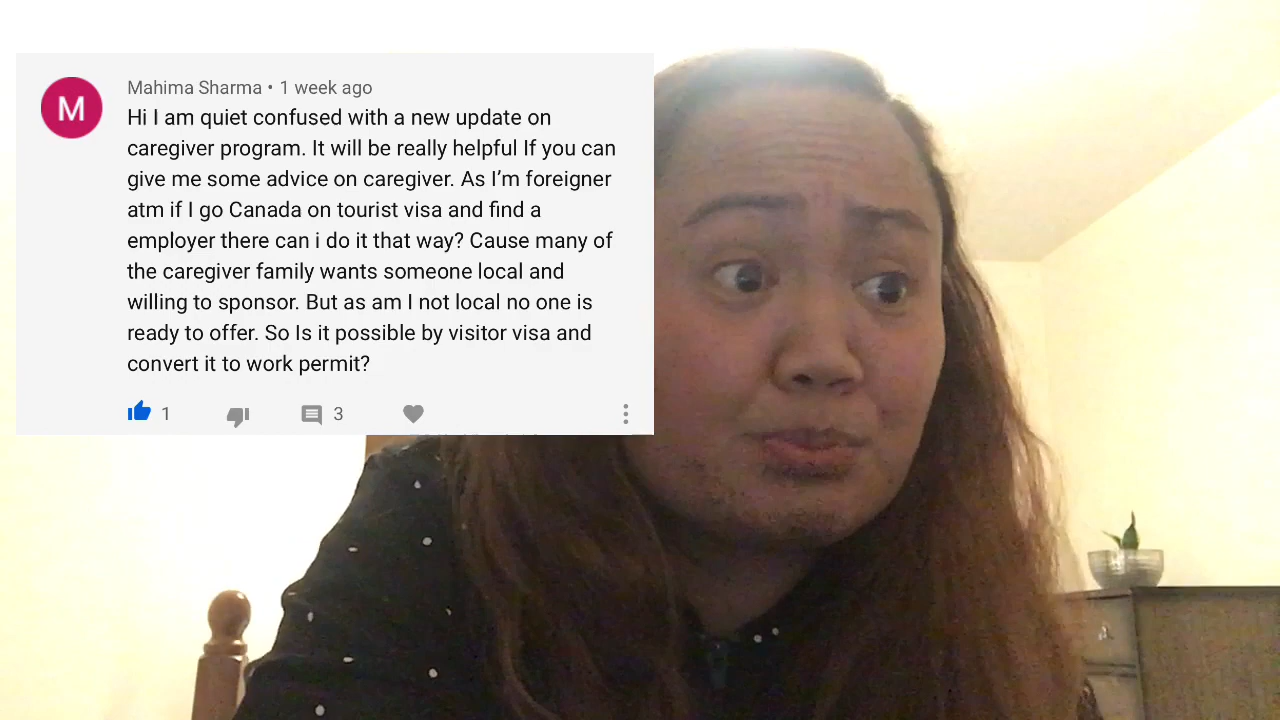 M
Mahima Sharma • 1 week ago
Hi I am quiet confused with a new update on
caregiver program. It will be really helpful If you can
give me some advice on caregiver. As I'm foreigner
atm if I go Canada on tourist visa and find a
employer there can i do it that way? Cause many of
the caregiver family wants someone local and
willing to sponsor. But as am I not local no one is
ready to offer. So Is it possible by visitor visa and
convert it to work permit?
1 3